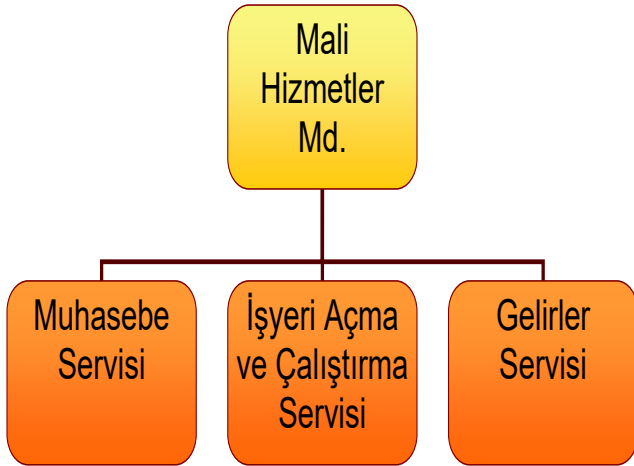 Mali
Hizmetler
Md.
Muhasebe
Servisi
İşyeri Açma
ve Çalıştırma
Servisi
Gelirler
Servisi